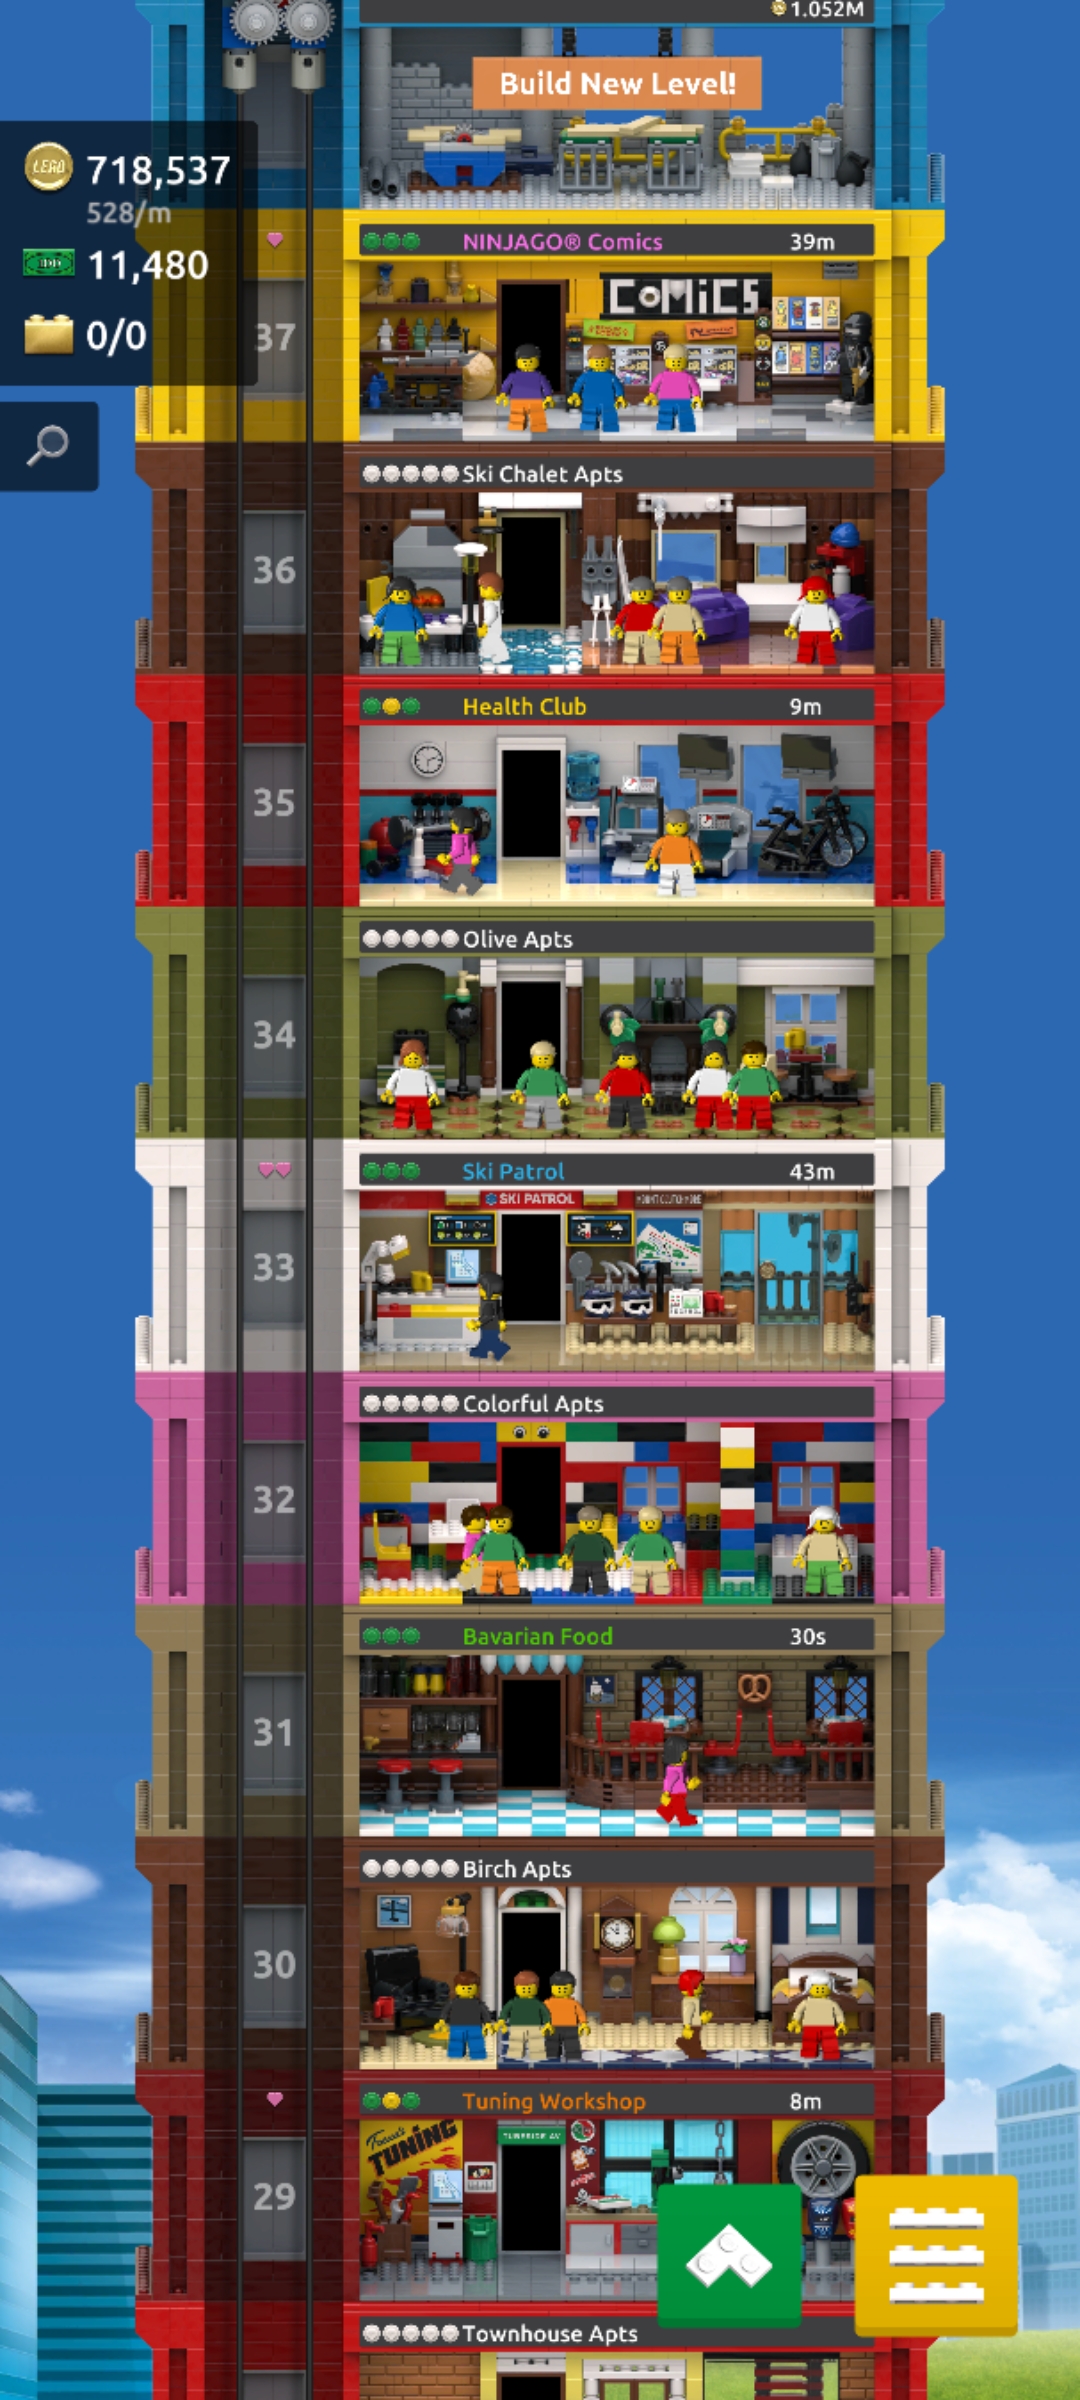 1.052M
Build New Level!
LEGO
718,537
528/m
11,480
0/0
NINJAGO® Comics
39m
COMICS
37
Ski Chalet Apts
36
Health Club
9m
35
Olive Apts
34
Ski Patrol
43m
SKI PATROL
33
Colorful Apts
32
Bavarian Food
30s
31
Birch Apts
30
Tuning Workshop
8m
TUNING
29
Townhouse Apts